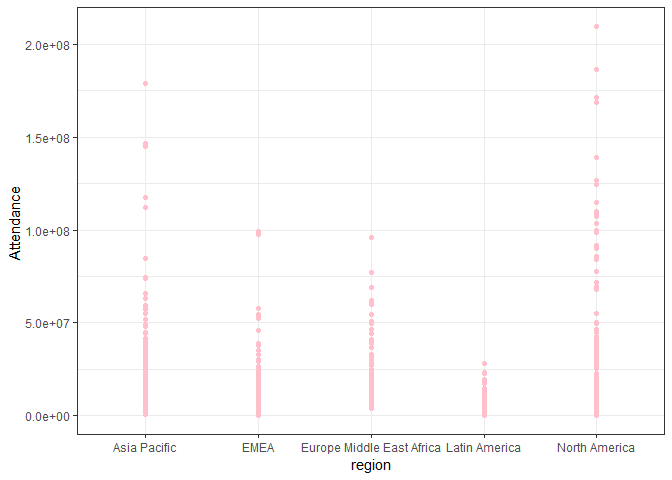 2.0e+08
1.5e+08
1.0e+08
5.0e+07
0.0e+00
Attendance
Asia Pacific EMEA Europe Middle East Africa Latin America North America
region